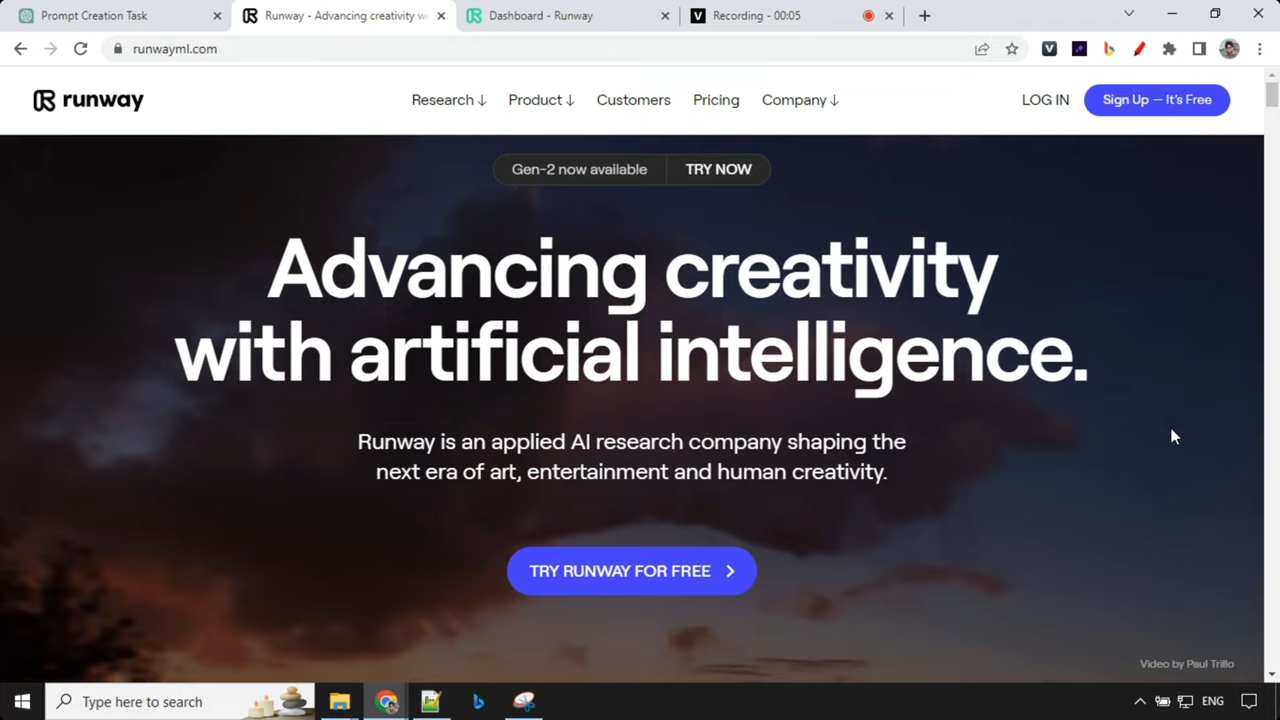 Prompt Creation Task
Runway - Advancing creativity w
Dashboard - Runway
Recording - 00:05
runwayml.com
runway
Research ↓
Product ↓
Customers
Pricing
Company ↓
LOG IN
Sign Up — It's Free
Gen-2 now available
TRY NOW
Advancing creativity
with artificial intelligence.
Runway is an applied AI research company shaping the
next era of art, entertainment and human creativity.
TRY RUNWAY FOR FREE
Video by Paul Trillo
Type here to search
ENG